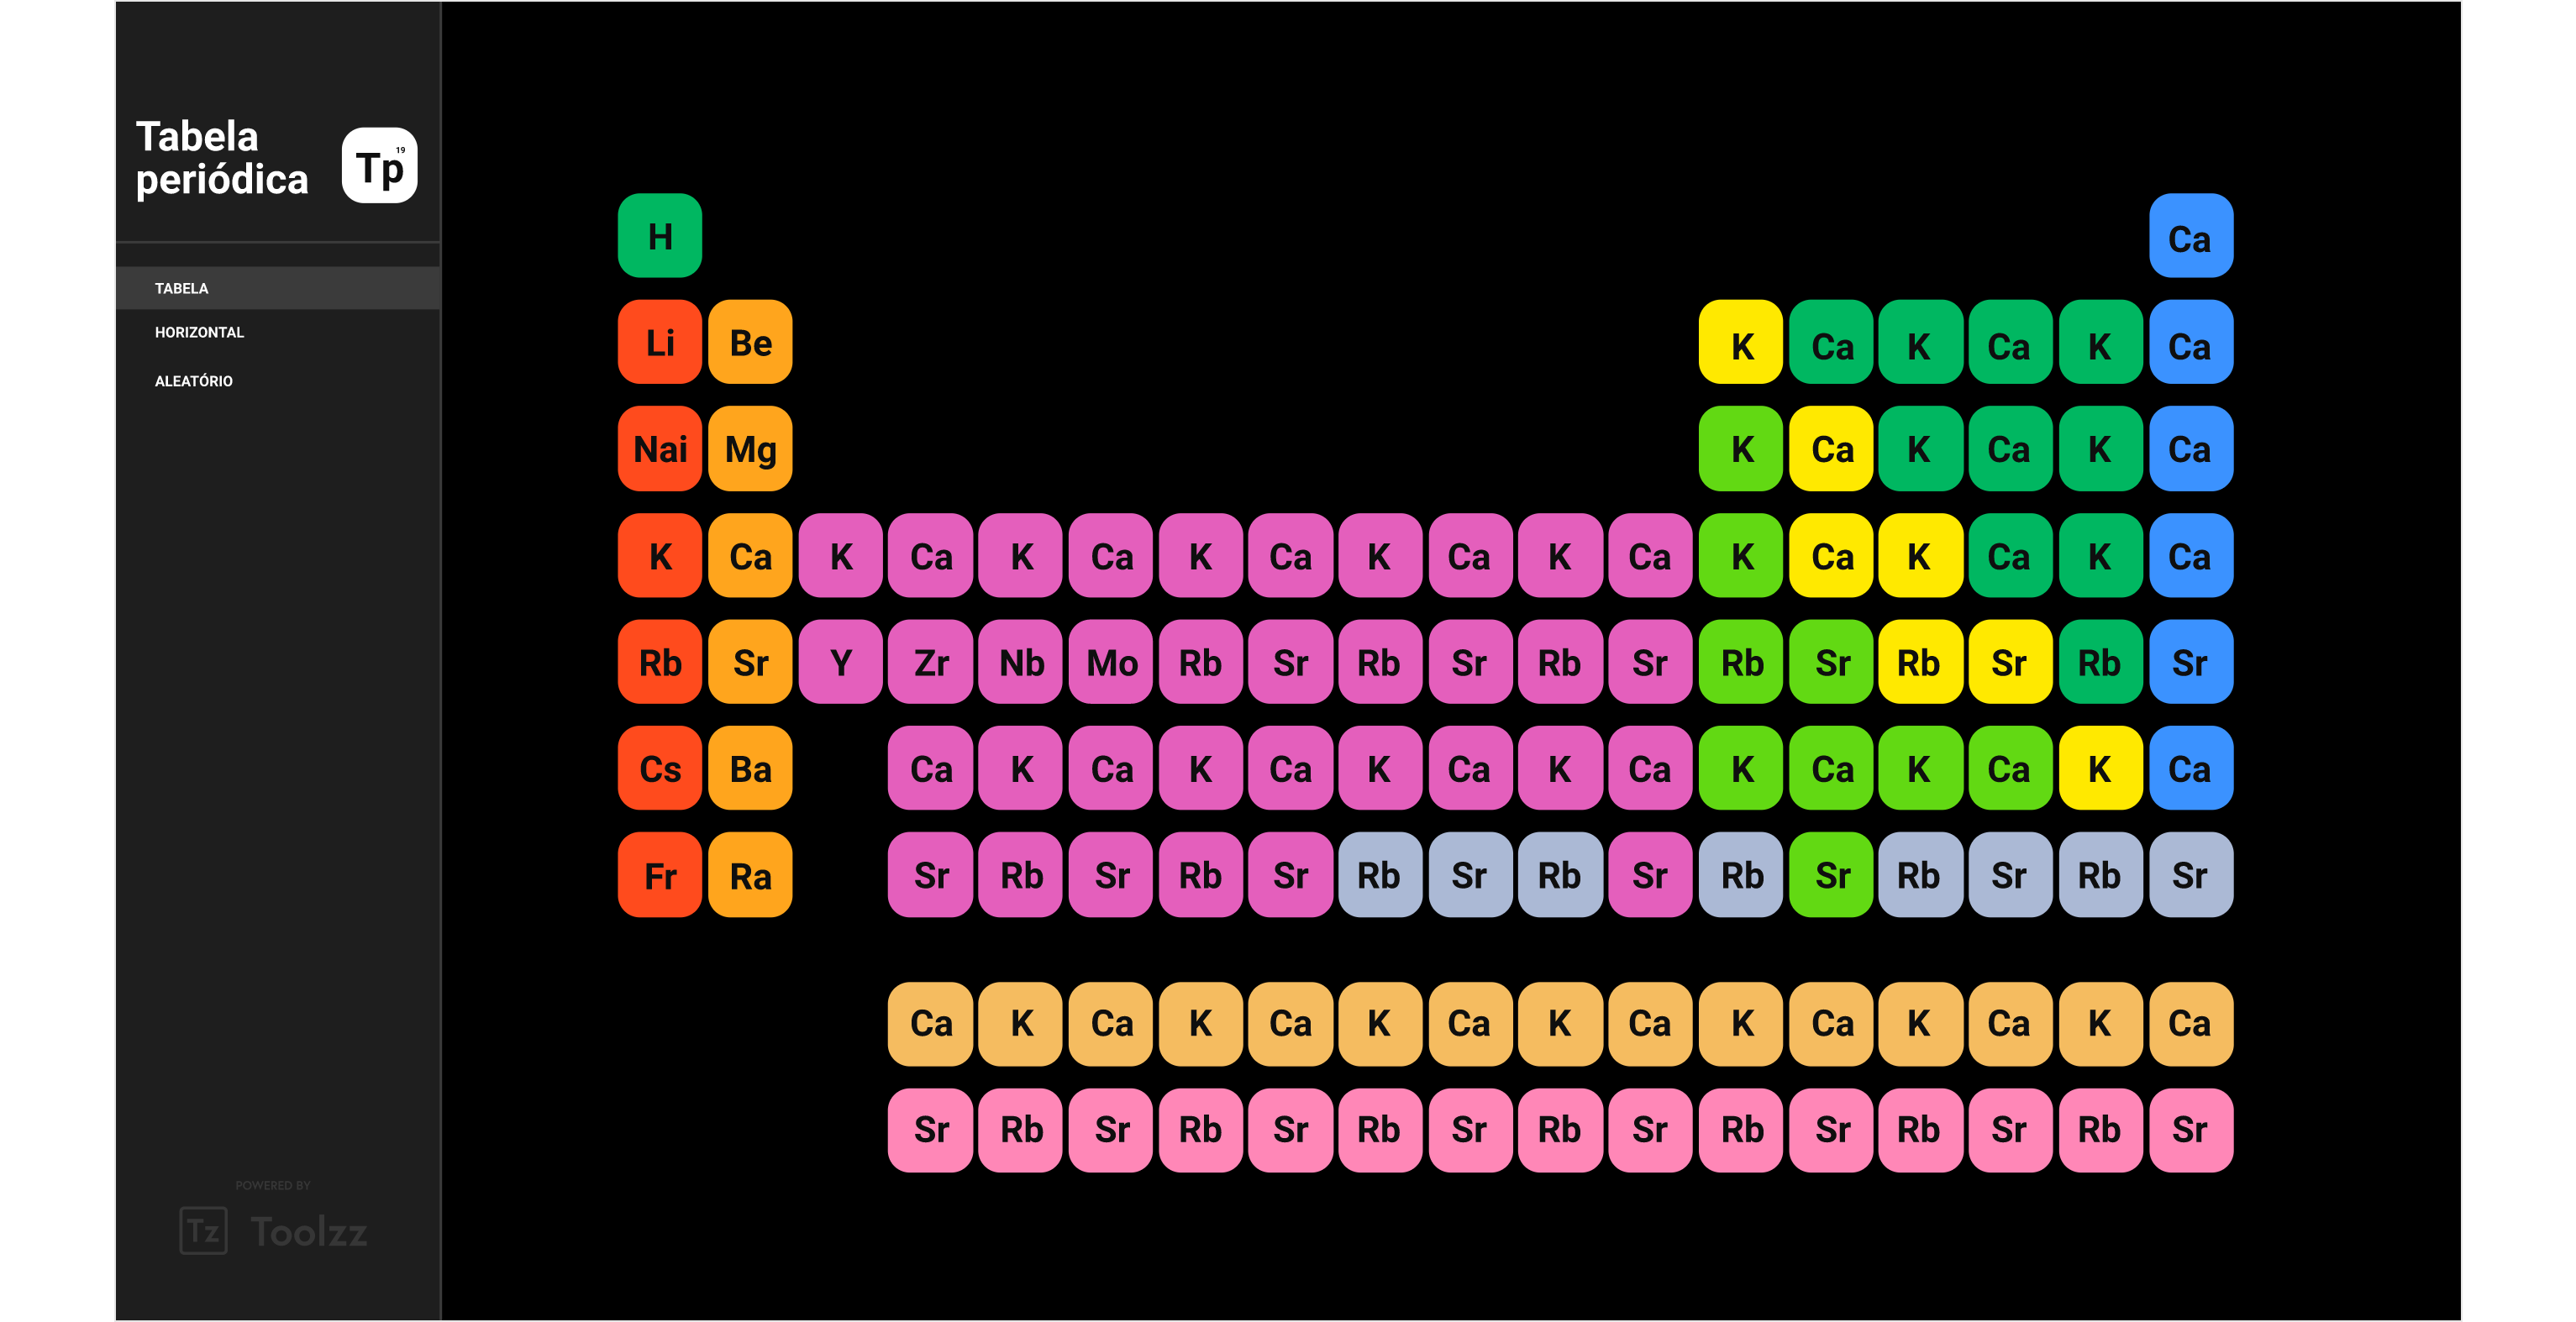 Tabela
periódica
Tp 19
TABELA
HORIZONTAL
ALEATÓRIO
H Ca
Li Be K Ca K Ca K Ca
Nai Mg K Ca K Ca K Ca
K Ca K Ca K Ca K Ca K Ca K Ca K Ca K Ca K Ca
Rb Sr Y Zr Nb Mo Rb Sr Rb Sr Rb Sr Rb Sr Rb Sr Rb Sr
Cs Ba Ca K Ca K Ca K Ca K Ca K Ca K Ca K Ca
Fr Ra Sr Rb Sr Rb Sr Rb Sr Rb Sr Rb Sr Rb Sr Rb Sr
Ca K Ca K Ca K Ca K Ca K Ca K Ca K Ca
Sr Rb Sr Rb Sr Rb Sr Rb Sr Rb Sr Rb Sr Rb Sr
POWERED BY
Tz Toolzz